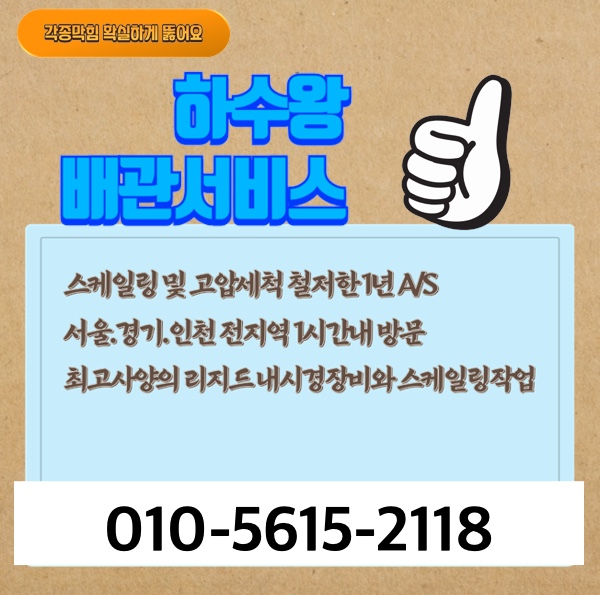 각종막힘 확실하게 뚫어요
하수왕
배관서비스
스케일링 및 고압세척 철저한 1년 A/S
서울.경기.인천 전지역 1시간내 방문
최고사양의 리지드 내시경장비와 스케일링작업
010-5615-2118